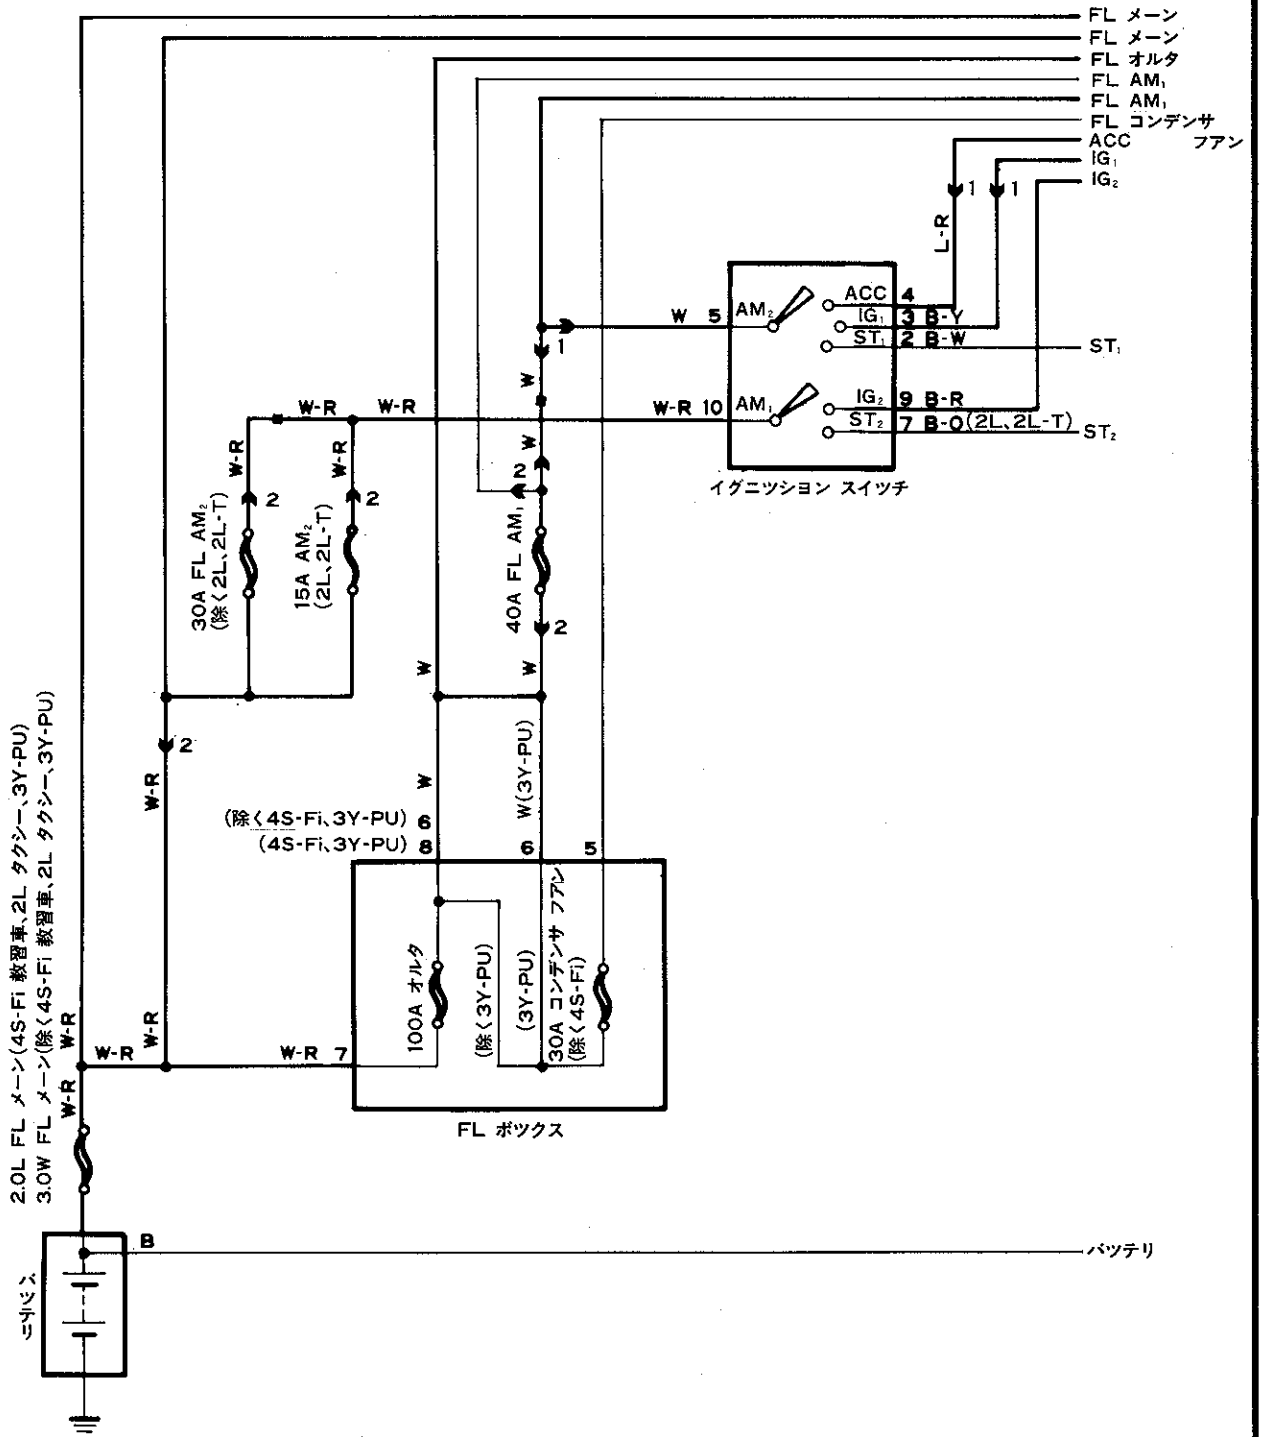 FL メーン
FL メーン
FL オルタ
FL AM₁
FL AM₁
FL コンデンサ
フアン
ACC
IG₁
IG₂
1
1
L-R
W 5
AM₂
ACC 4
IG₁ 3 B-Y
ST₁ 2 B-W
ST₁
1
W
W-R
W-R
W-R 10
AM₁
IG₂ 9 B-R
ST₂ 7 B-O(2L、2L-T)
ST₂
イグニツシヨン スイツチ
W-R
W-R
W
2
2
2
30A FL AM₂
(除く2L、2L-T)
15A AM₂
(2L、2L-T)
40A FL AM₁
2
W
W
2
W-R
W
W(3Y-PU)
(除く4S-Fi、3Y-PU) 6
(4S-Fi、3Y-PU) 8
6
5
100A オルタ
(除く3Y-PU)
(3Y-PU)
30A コンデンサ フアン
(除く4S-Fi)
2.0L FL メーン(4S-Fi 教習車、2L タクシー、3Y-PU)
3.0W FL メーン(除く4S-Fi 教習車、2L タクシー、3Y-PU)
W-R
W-R
W-R
W-R 7
W-R
FL ボツクス
B
バツテリ
バツテリ